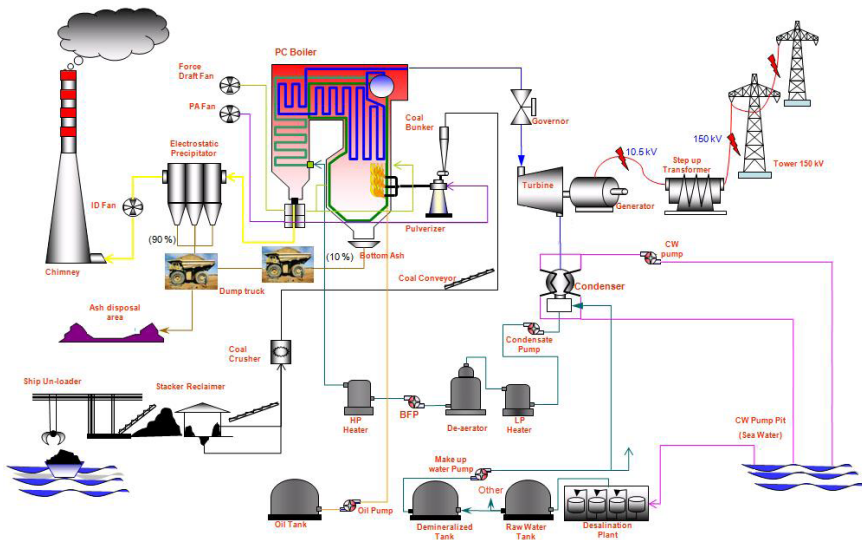 PC Boiler
Force
Draft Fan
PA Fan
Coal
Bunker
Governor
Electrostatic
Precipitator
10.5 kV
150 kV
Step up
Transformer
Tower 150 kV
Turbine
Generator
ID Fan
Pulverizer
(90 %)
(10 %)
Bottom Ash
CW
pump
Chimney
Dump truck
Coal Conveyor
Condenser
Ash disposal
area
Condensate
Pump
Coal
Crusher
Ship Un-loader
Stacker Reclaimer
HP
Heater
BFP
De-aerator
LP
Heater
CW Pump Pit
(Sea Water)
Make up
water Pump
Other
Oil Tank
Oil Pump
Demineralized
Tank
Raw Water
Tank
Desalination
Plant